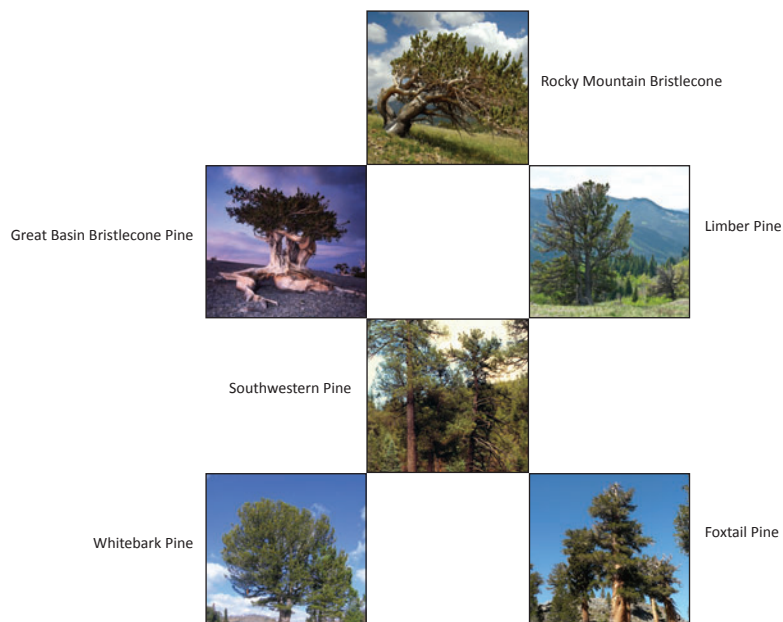 Rocky Mountain Bristlecone
Great Basin Bristlecone Pine
Limber Pine
Southwestern Pine
Whitebark Pine
Foxtail Pine